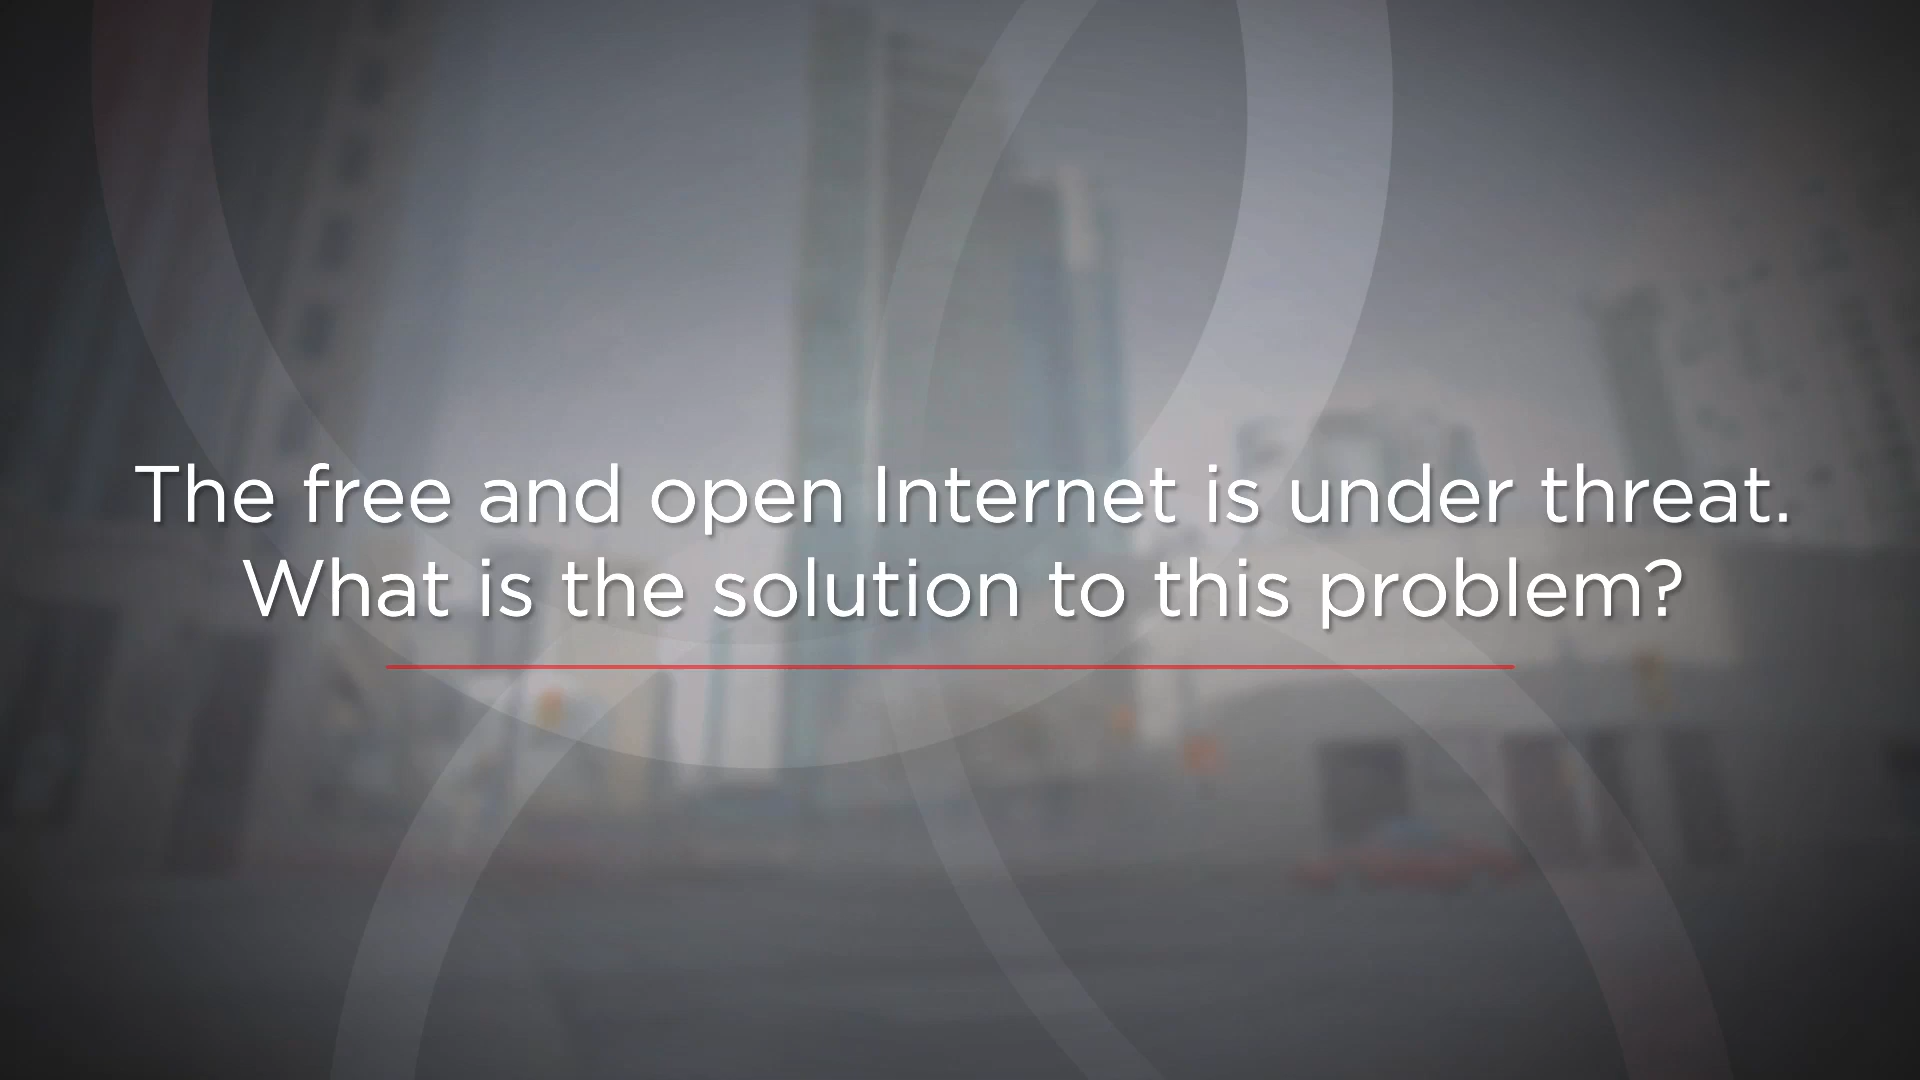 The free and open Internet is under threat.
What is the solution to this problem?